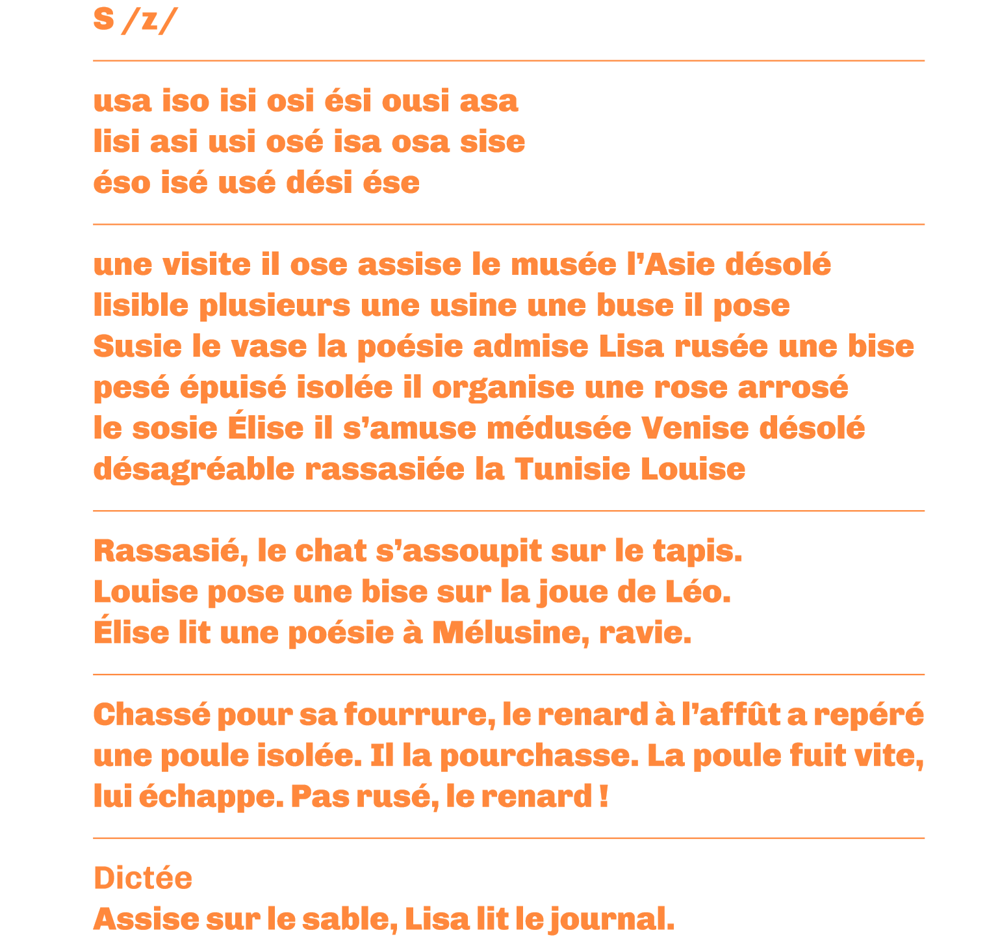 S /z/
usa iso isi osi ési ousi asa
lisi asi usi osé isa osa sise
éso isé usé dési ése
une visite il ose assise le musée l’Asie désolé
lisible plusieurs une usine une buse il pose
Susie le vase la poésie admise Lisa rusée une bise
pesé épuisé isolée il organise une rose arrosé
le sosie Élise il s’amuse médusée Venise désolé
désagréable rassasiée la Tunisie Louise
Rassasié, le chat s’assoupit sur le tapis.
Louise pose une bise sur la joue de Léo.
Élise lit une poésie à Mélusine, ravie.
Chassé pour sa fourrure, le renard à l’affût a repéré
une poule isolée. Il la pourchasse. La poule fuit vite,
lui échappe. Pas rusé, le renard !
Dictée
Assise sur le sable, Lisa lit le journal.